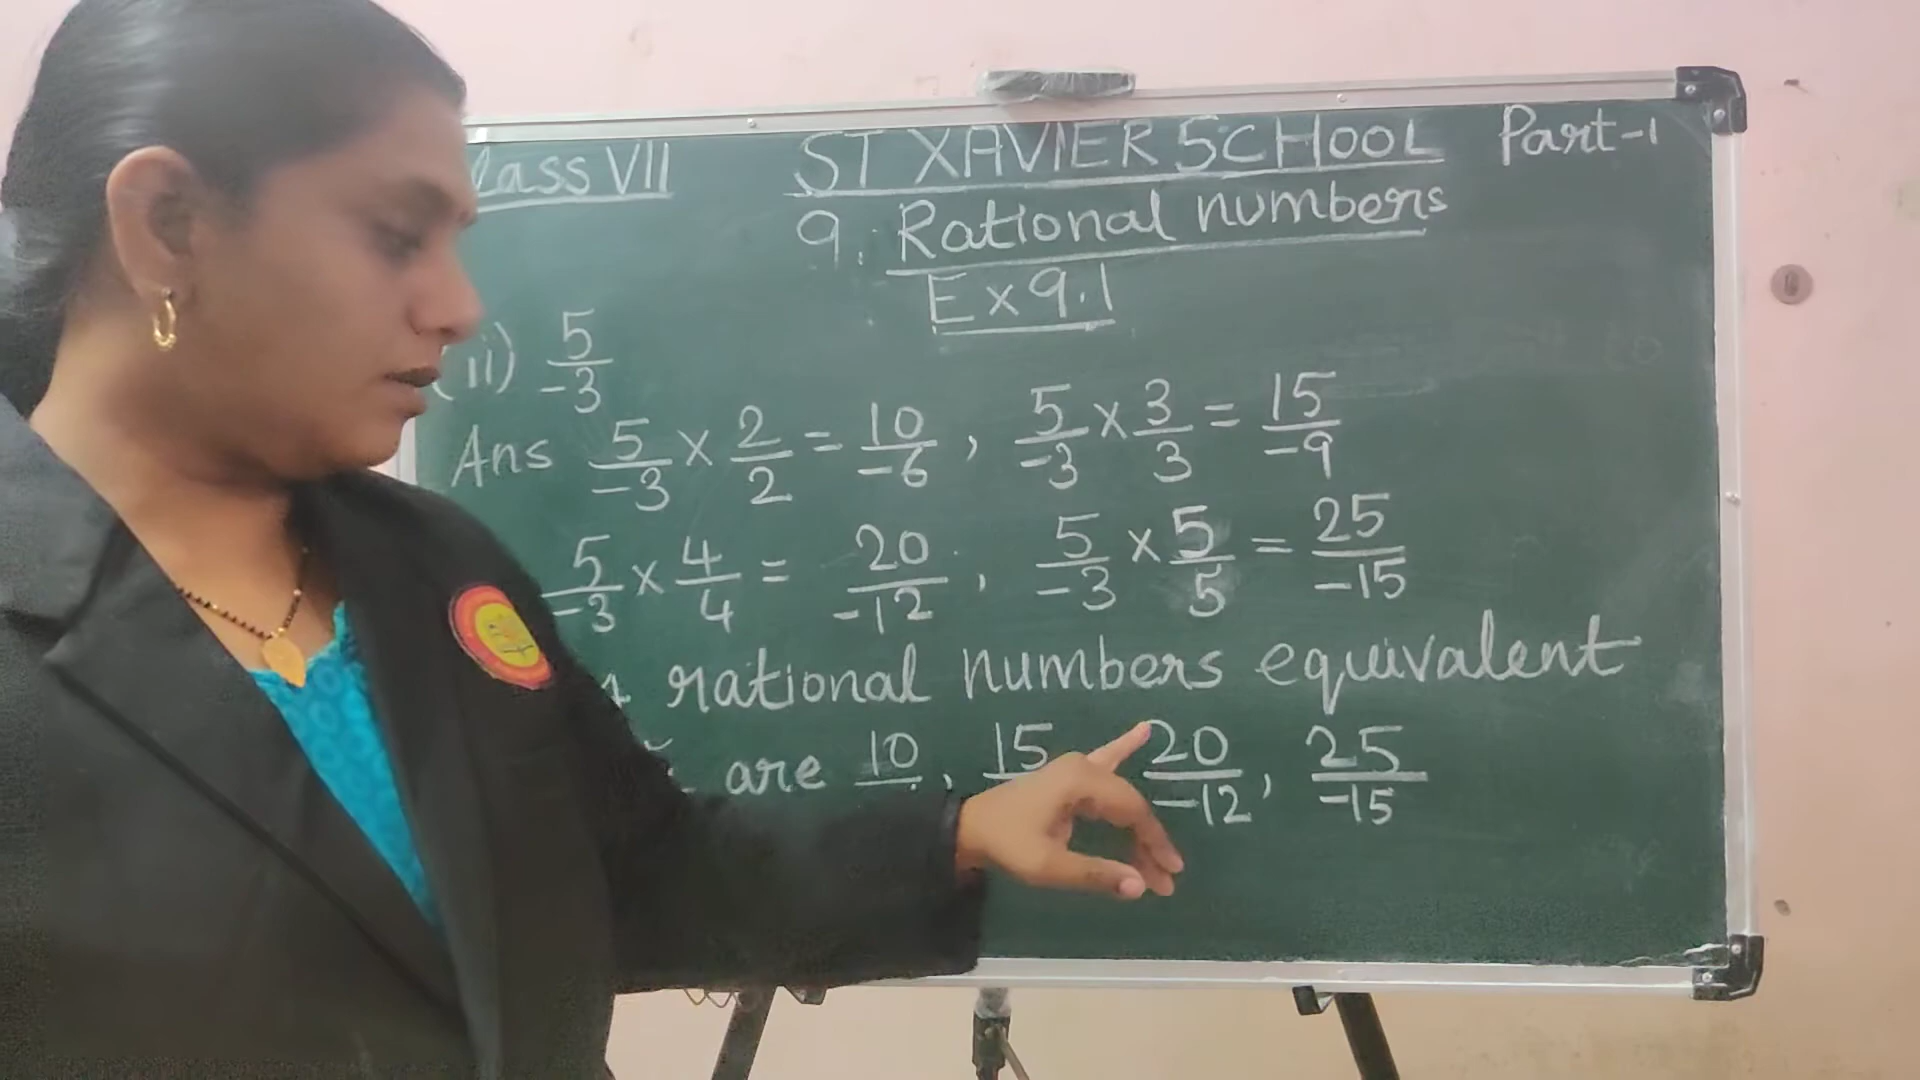 lass VII ST XAVIER SCHOOL Part-1
9. Rational numbers
Ex 9.1
(ii) 5/-3
Ans 5/-3 × 2/2 = 10/-6 , 5/-3 × 3/3 = 15/-9
5/-3 × 4/4 = 20/-12 , 5/-3 × 5/5 = 25/-15
rational numbers equivalent
are 10 , 15 20/-12 , 25/-15